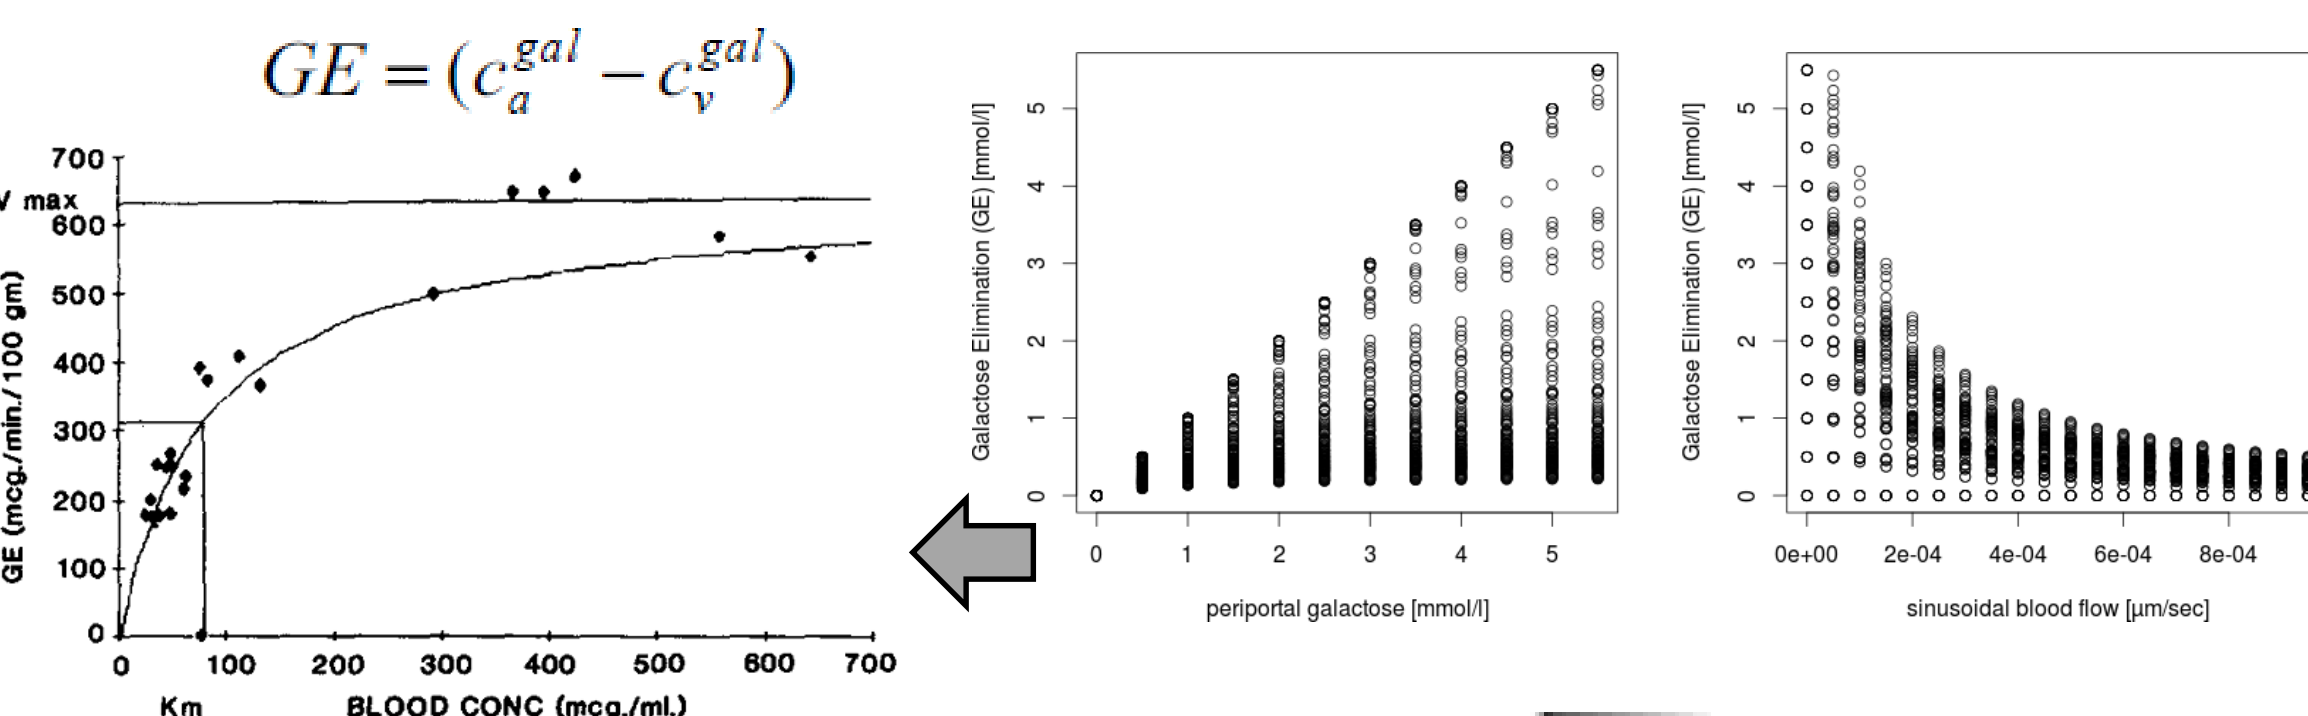 GE = (c_a^gal − c_v^gal)
700
V max
600
500
400
300
200
100
0
GE (mcg./min./100 gm)
0 100 200 300 400 500 600 700
Km BLOOD CONC (mcg./ml.)
Galactose Elimination (GE) [mmol/l]
5
4
3
2
1
0
0 1 2 3 4 5
periportal galactose [mmol/l]
Galactose Elimination (GE) [mmol/l]
5
4
3
2
1
0
0e+00 2e-04 4e-04 6e-04 8e-04
sinusoidal blood flow [µm/sec]